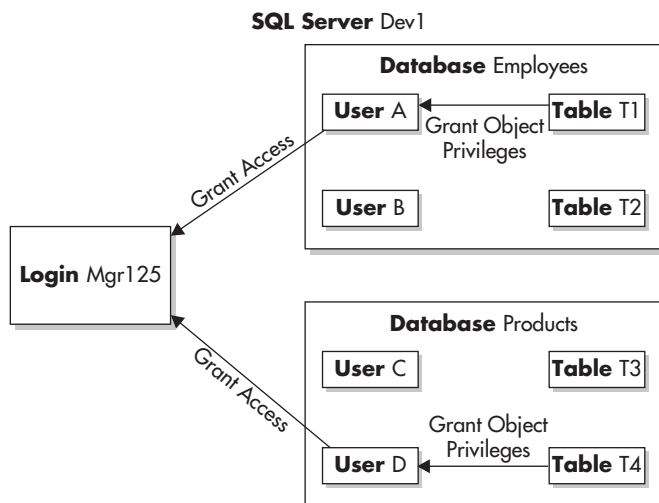 SQL Server Dev1
Database Employees
User A
Table T1
Grant Object
Privileges
Grant Access
User B
Table T2
Login Mgr125
Database Products
User C
Table T3
Grant Access
Grant Object
Privileges
User D
Table T4